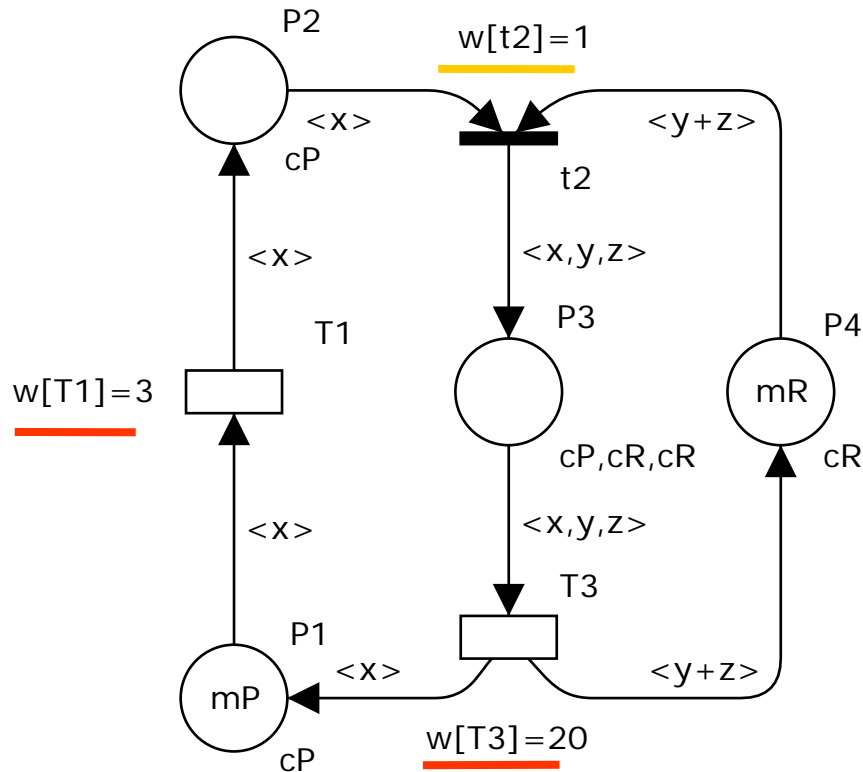 P2
w[t2]=1
<x>
<y+z>
cP
t2
<x>
<x,y,z>
P3
T1
P4
w[T1]=3
mR
cP,cR,cR
cR
<x>
<x,y,z>
T3
P1
<x>
<y+z>
mP
w[T3]=20
cP